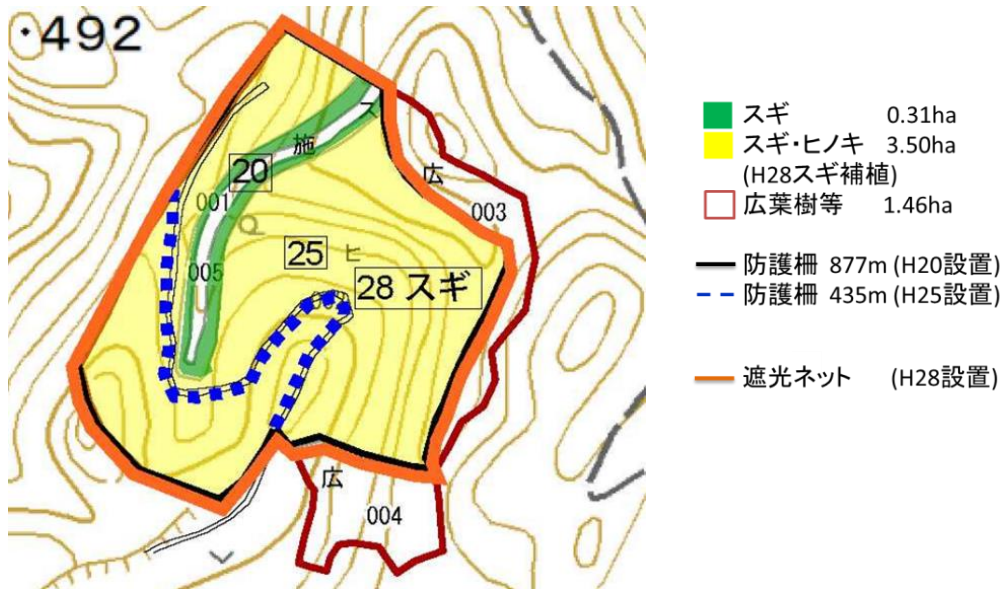 ・492
ス
施
20
広
001
003
25
ヒ
005
28 スギ
広
004
スギ 0.31ha
スギ・ヒノキ 3.50ha
(H28スギ補植)
広葉樹等 1.46ha
防護柵 877m (H20設置)
防護柵 435m (H25設置)
遮光ネット (H28設置)